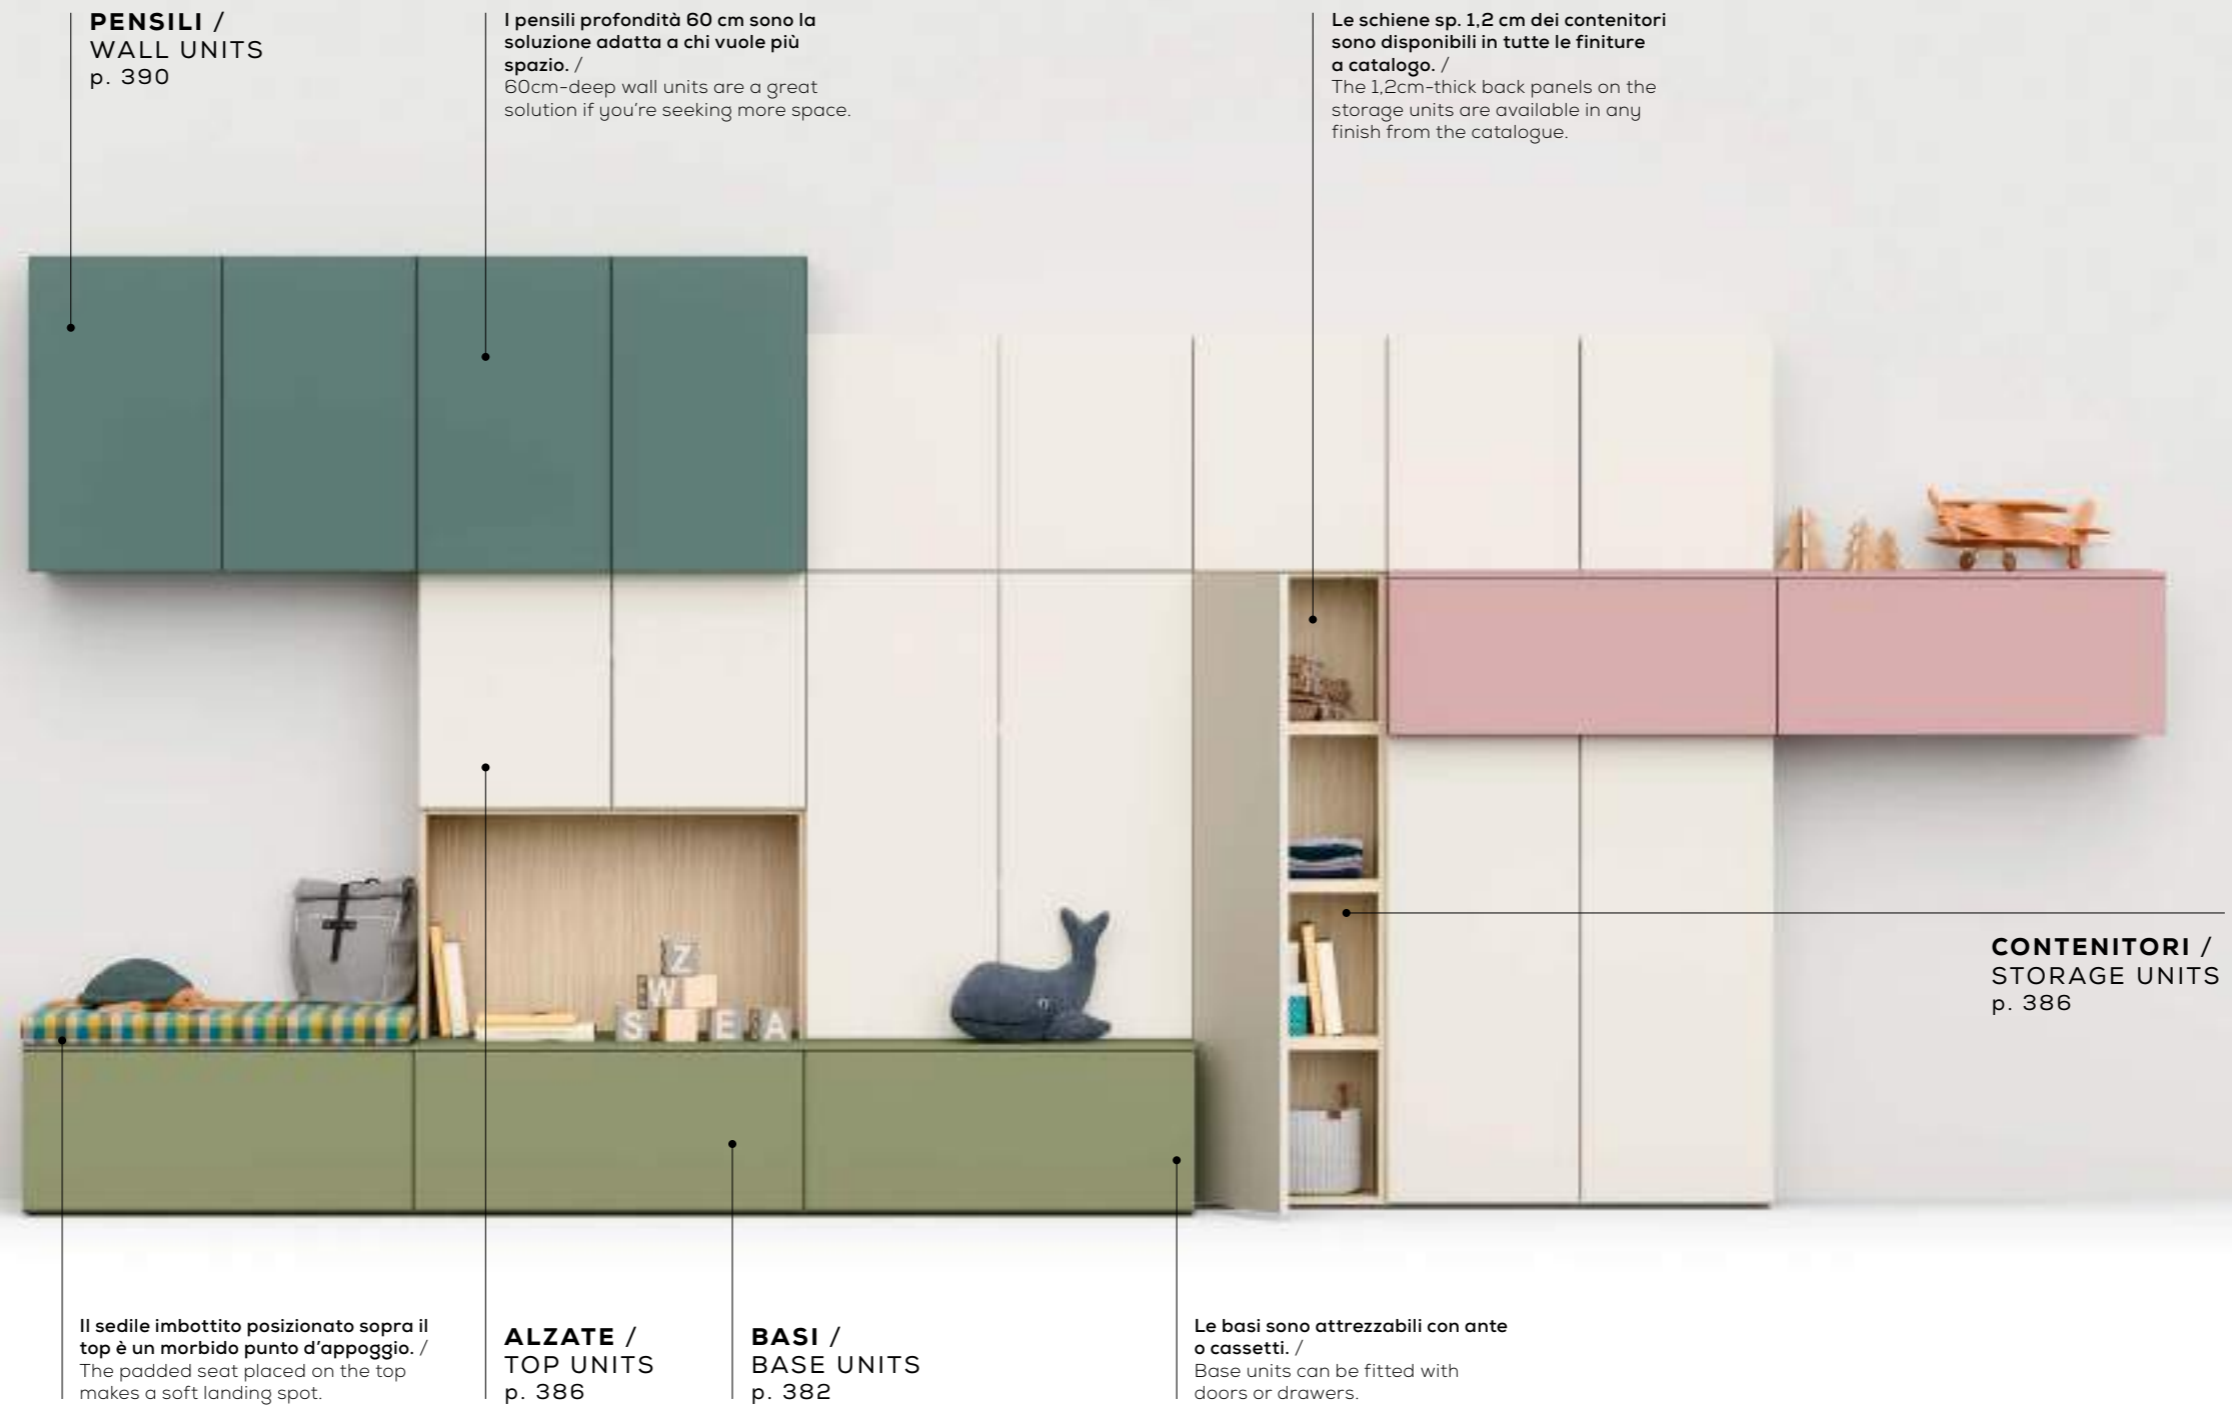 PENSILI /
WALL UNITS
p. 390
I pensili profondità 60 cm sono la
soluzione adatta a chi vuole più
spazio. /
60cm-deep wall units are a great
solution if you're seeking more space.
Le schiene sp. 1,2 cm dei contenitori
sono disponibili in tutte le finiture
a catalogo. /
The 1,2cm-thick back panels on the
storage units are available in any
finish from the catalogue.
Z
W
S E A
CONTENITORI /
STORAGE UNITS
p. 386
Il sedile imbottito posizionato sopra il
top è un morbido punto d'appoggio. /
The padded seat placed on the top
makes a soft landing spot.
ALZATE /
TOP UNITS
p. 386
BASI /
BASE UNITS
p. 382
Le basi sono attrezzabili con ante
o cassetti. /
Base units can be fitted with
doors or drawers.